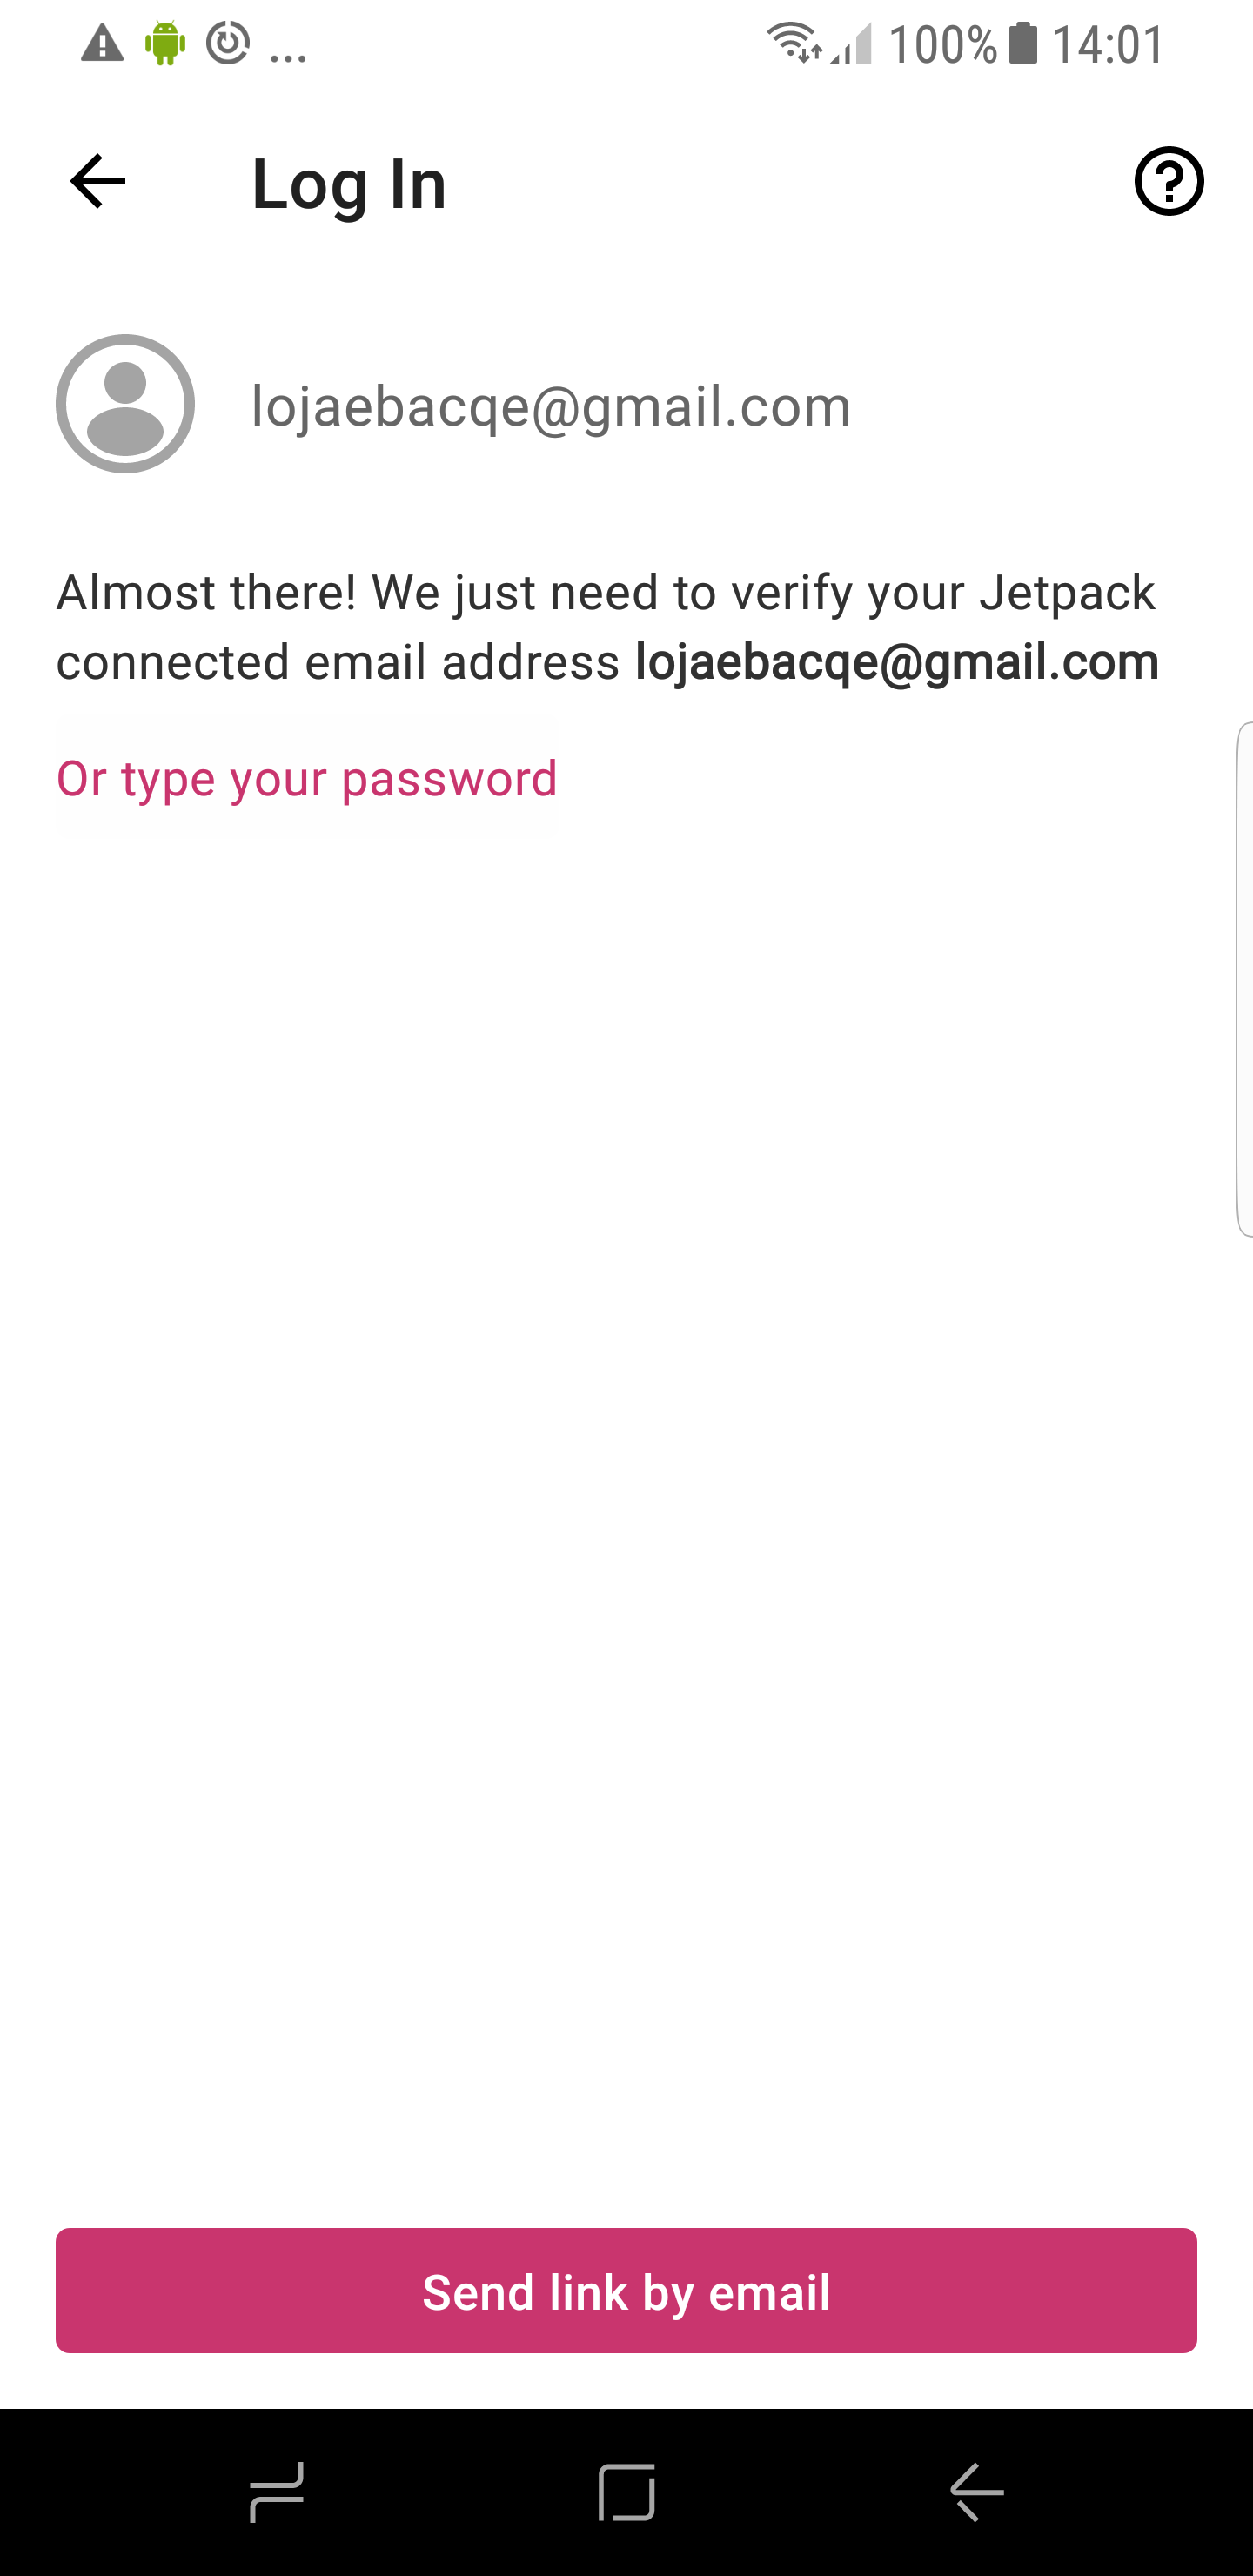 ... 100% 14:01
Log In
lojaebacqe@gmail.com
Almost there! We just need to verify your Jetpack
connected email address lojaebacqe@gmail.com
Or type your password
Send link by email